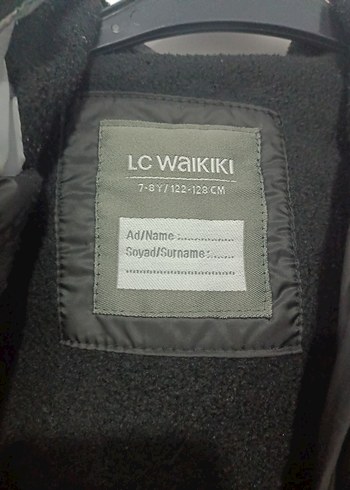 LC WAIKIKI
7-8 Y / 122-128 CM
Ad/Name :..............
Soyad/Surname :.......
............................